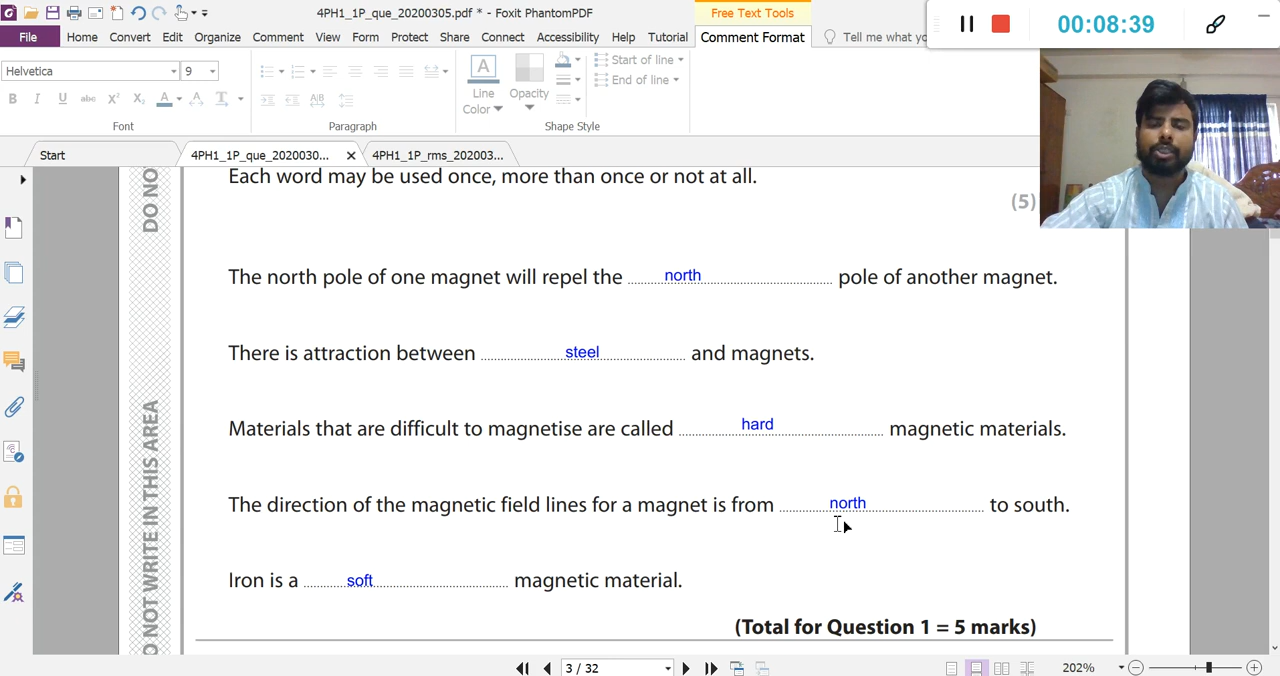 4PH1_1P_que_20200305.pdf * - Foxit PhantomPDF
Free Text Tools
00:08:39
File Home Convert Edit Organize Comment View Form Protect Share Connect Accessibility Help Tutorial Comment Format Tell me what yo
Helvetica 9
Line Color
Opacity
Start of line
End of line
B I U abc X² X₂ A A T
Font Paragraph Shape Style
Start 4PH1_1P_que_2020030... 4PH1_1P_rms_202003...
Each word may be used once, more than once or not at all.
(5)
The north pole of one magnet will repel the north pole of another magnet.
There is attraction between steel and magnets.
Materials that are difficult to magnetise are called hard magnetic materials.
The direction of the magnetic field lines for a magnet is from north to south.
Iron is a soft magnetic material.
(Total for Question 1 = 5 marks)
DO NO
O NOT WRITE IN THIS AREA
3 / 32
202%